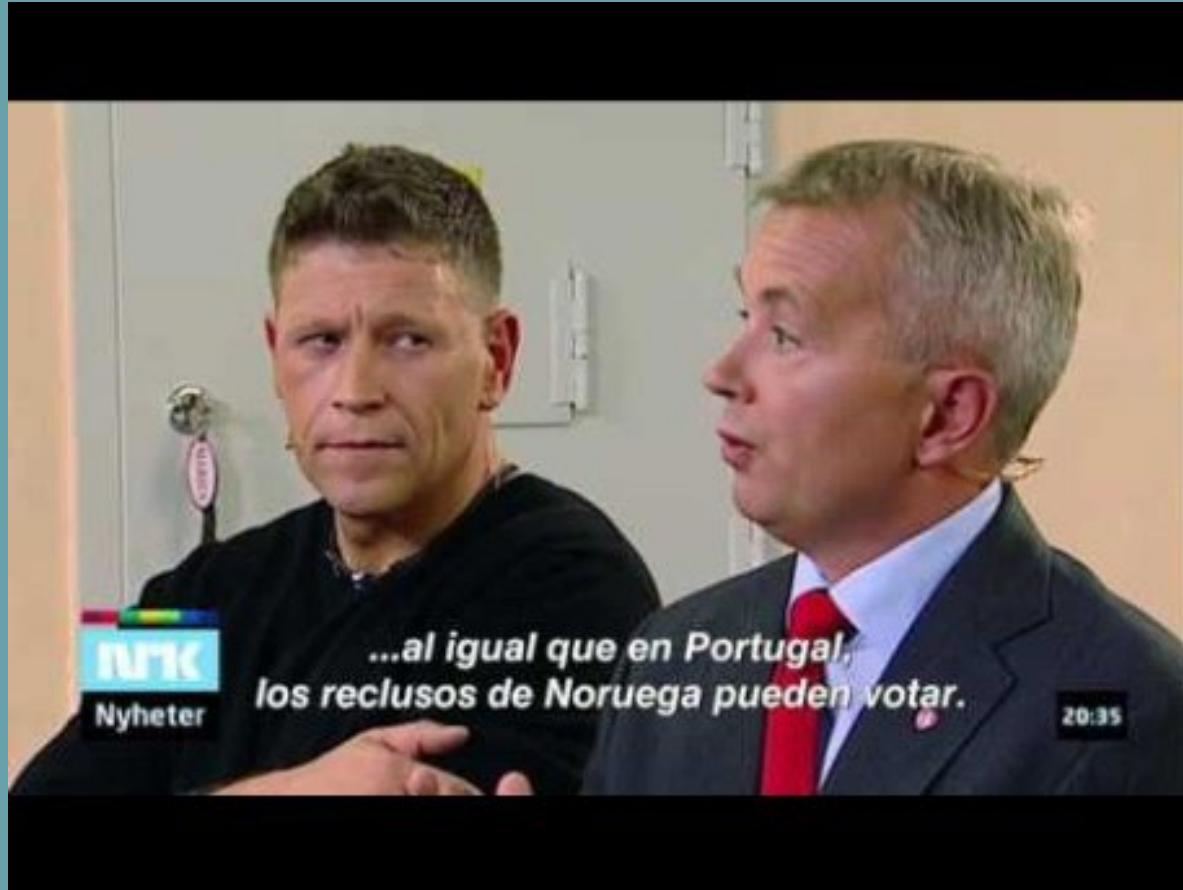 ...al igual que en Portugal,
los reclusos de Noruega pueden votar.
NRK
Nyheter
20:35